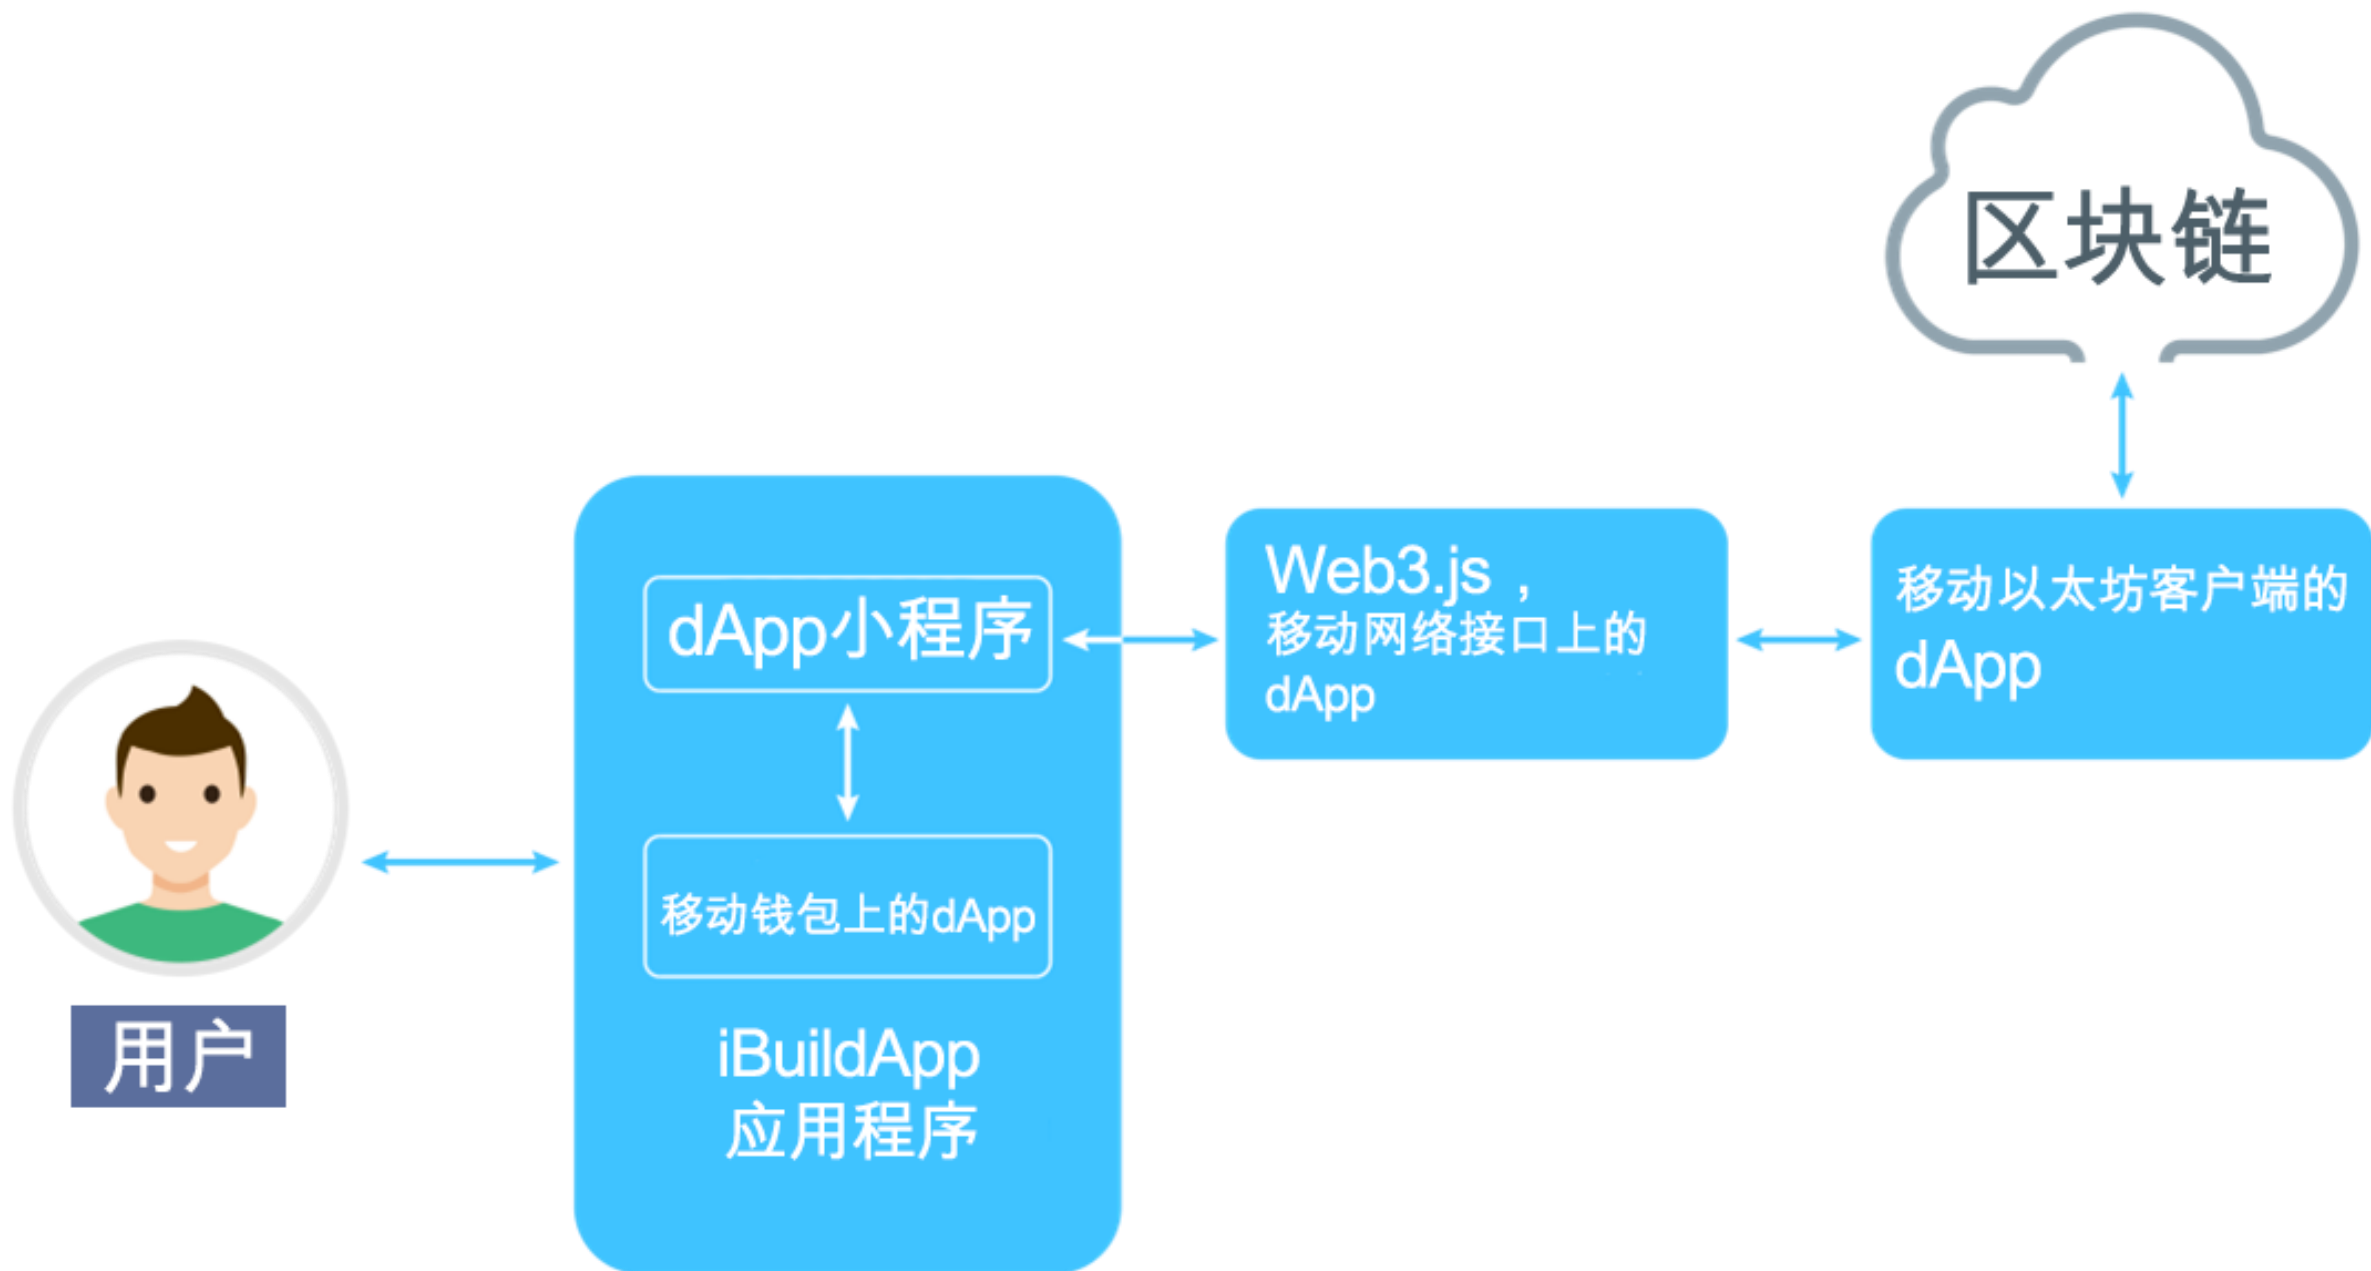 区块链
dApp小程序
移动钱包上的dApp
iBuildApp
应用程序
Web3.js，
移动网络接口上的
dApp
移动以太坊客户端的
dApp
用户